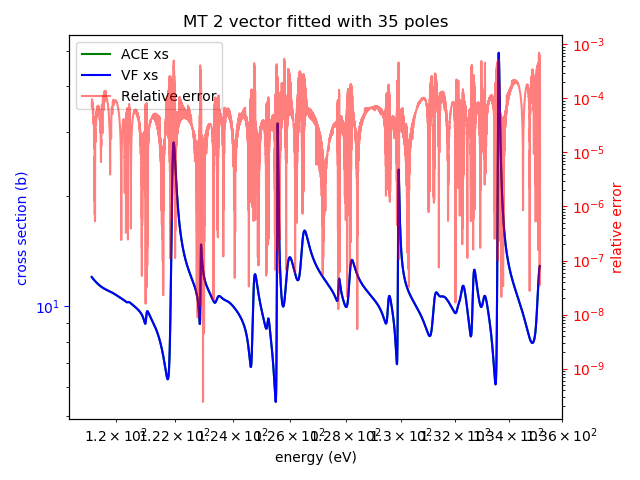 MT 2 vector fitted with 35 poles
ACE xs
VF xs
Relative error
cross section (b)
10¹
10⁻³
10⁻⁴
10⁻⁵
10⁻⁶
10⁻⁷
10⁻⁸
10⁻⁹
relative error
1.2 × 10² 1.22 × 10² 1.24 × 10² 1.26 × 10² 1.28 × 10² 1.3 × 10² 1.32 × 10² 1.34 × 10² 1.36 × 10²
energy (eV)